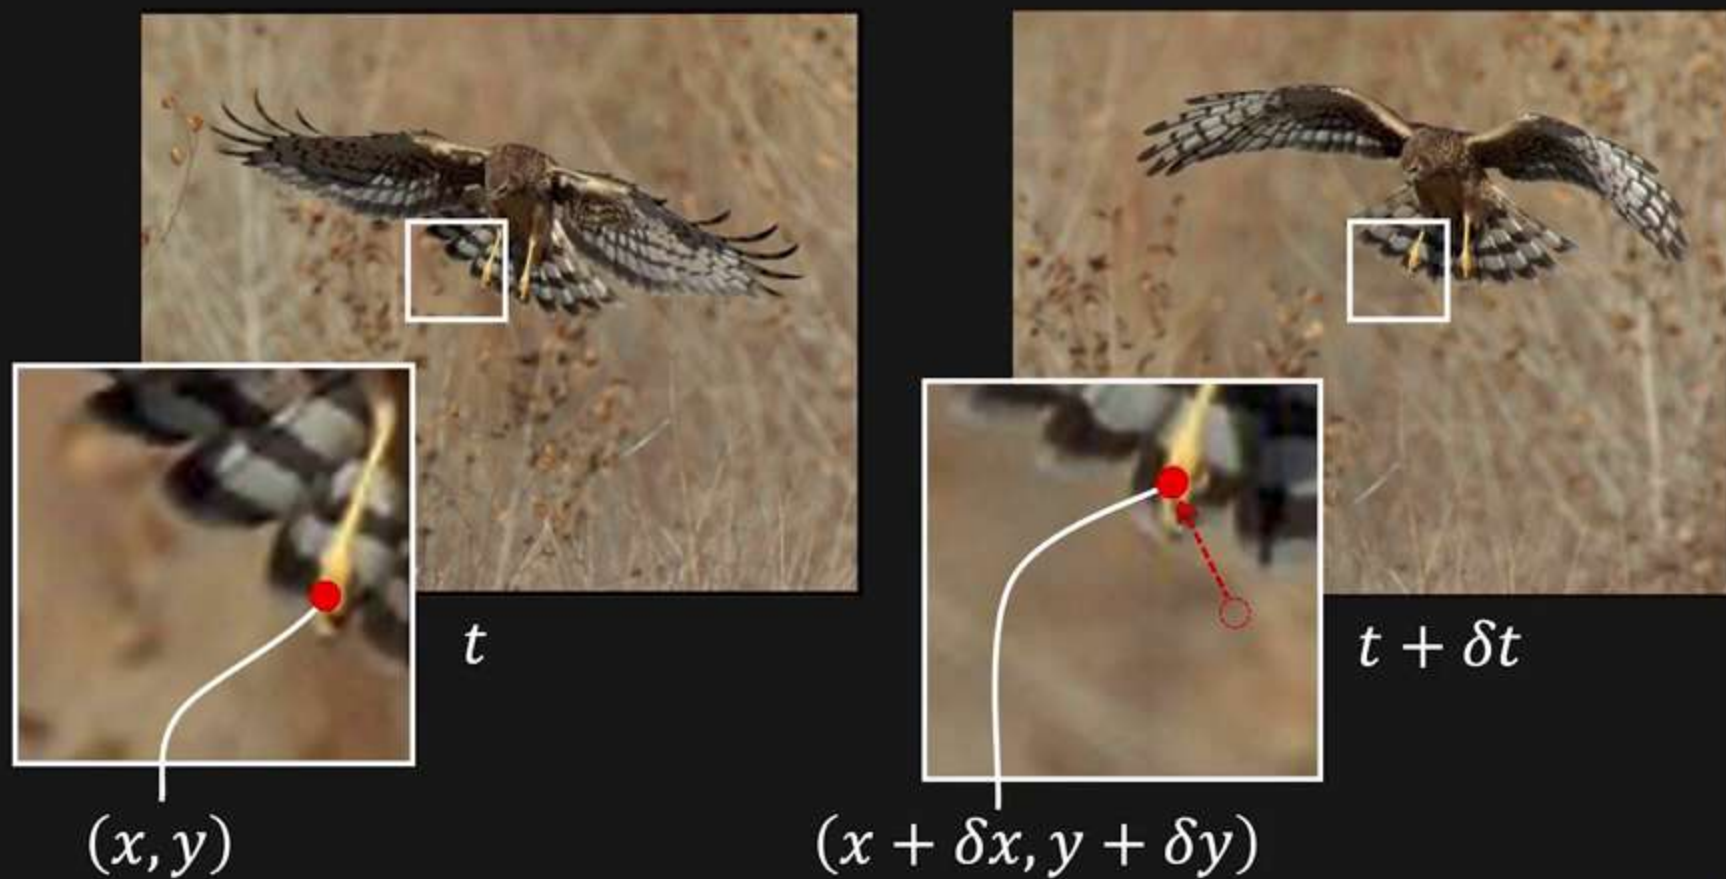 t
t + δt
(x, y)
(x + δx, y + δy)